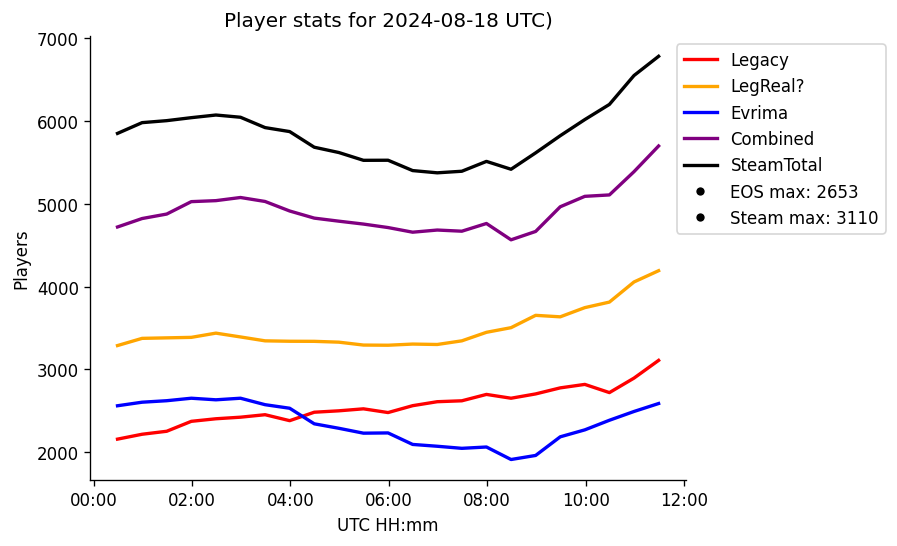 Player stats for 2024-08-18 UTC)
7000
6000
5000
4000
3000
2000
Players
00:00 02:00 04:00 06:00 08:00 10:00 12:00
UTC HH:mm
Legacy
LegReal?
Evrima
Combined
SteamTotal
EOS max: 2653
Steam max: 3110